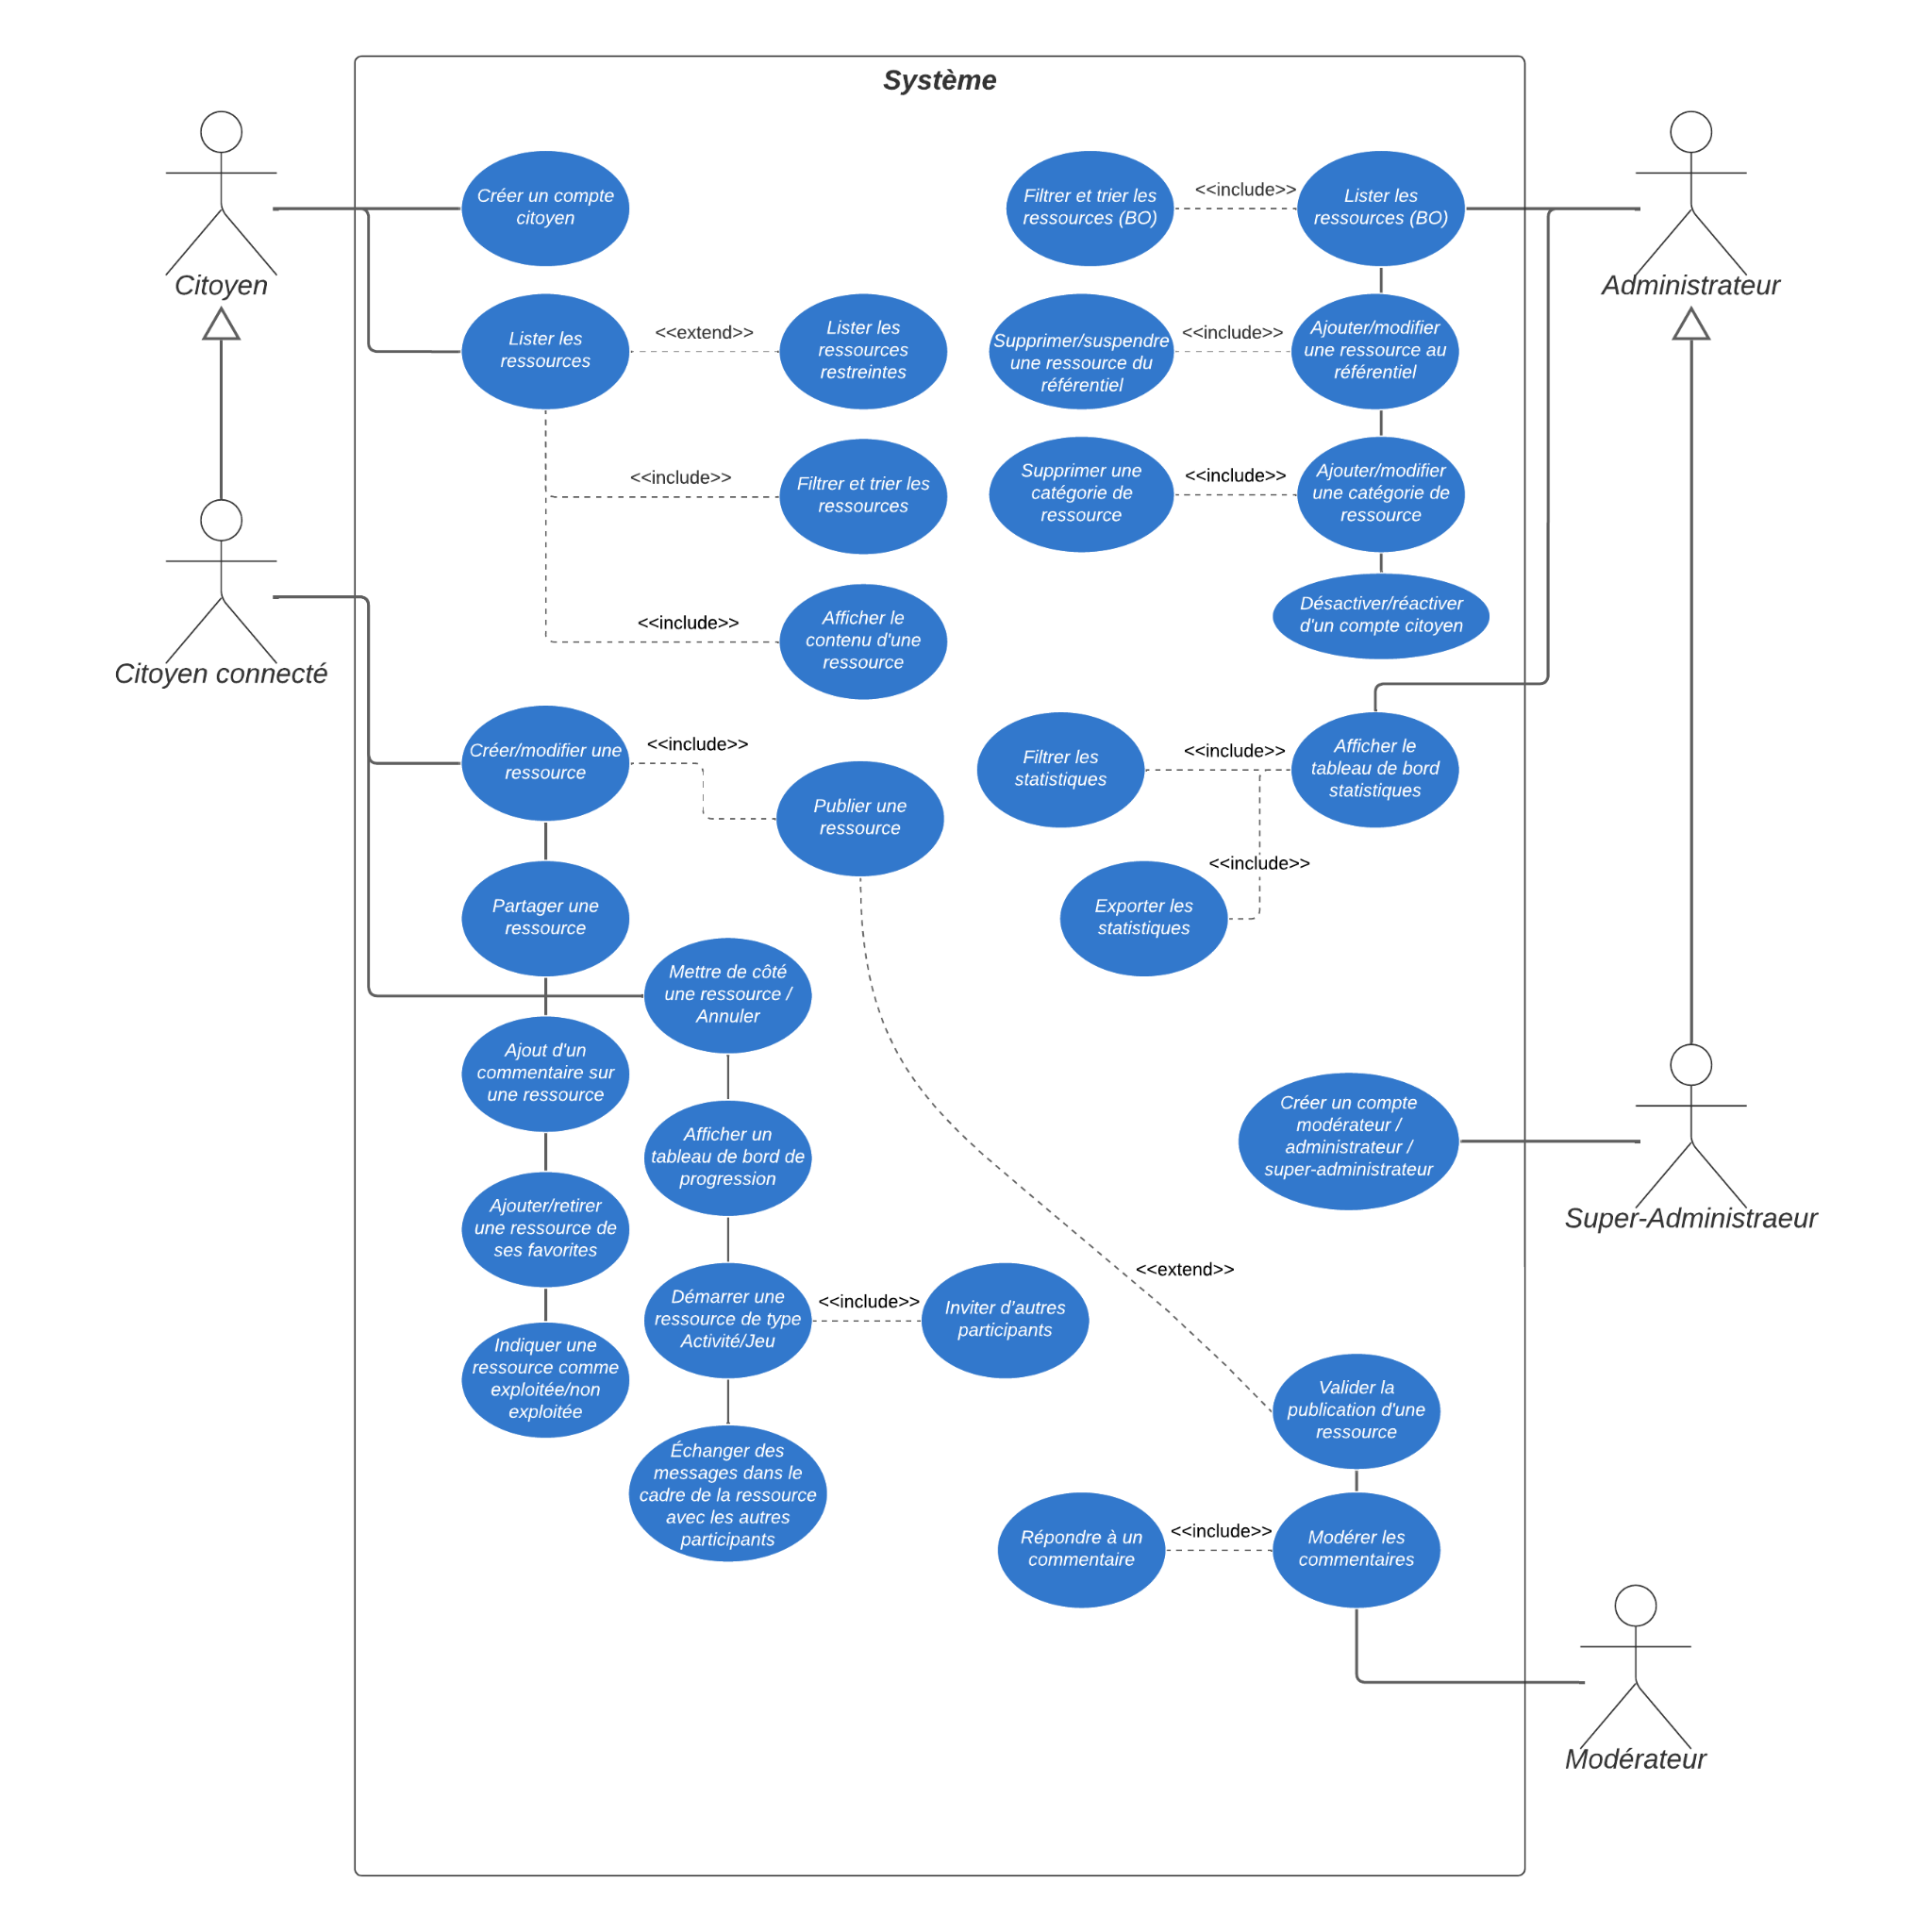 Système
Citoyen
Citoyen connecté
Administrateur
Super-Administraeur
Modérateur
Créer un compte
citoyen
Lister les
ressources
<<extend>>
Lister les
ressources
restreintes
<<include>>
Filtrer et trier les
ressources
<<include>>
Afficher le
contenu d'une
ressource
Créer/modifier une
ressource
<<include>>
Publier une
ressource
Partager une
ressource
Mettre de côté
une ressource /
Annuler
Ajout d'un
commentaire sur
une ressource
Afficher un
tableau de bord de
progression
Ajouter/retirer
une ressource de
ses favorites
Démarrer une
ressource de type
Activité/Jeu
<<include>>
Inviter d'autres
participants
Indiquer une
ressource comme
exploitée/non
exploitée
Échanger des
messages dans le
cadre de la ressource
avec les autres
participants
Filtrer et trier les
ressources (BO)
<<include>>
Lister les
ressources (BO)
Supprimer/suspendre
une ressource du
référentiel
<<include>>
Ajouter/modifier
une ressource au
référentiel
Supprimer une
catégorie de
ressource
<<include>>
Ajouter/modifier
une catégorie de
ressource
Désactiver/réactiver
d'un compte citoyen
Filtrer les
statistiques
<<include>>
Afficher le
tableau de bord
statistiques
<<include>>
Exporter les
statistiques
Créer un compte
modérateur /
administrateur /
super-administrateur
<<extend>>
Valider la
publication d'une
ressource
Répondre à un
commentaire
<<include>>
Modérer les
commentaires